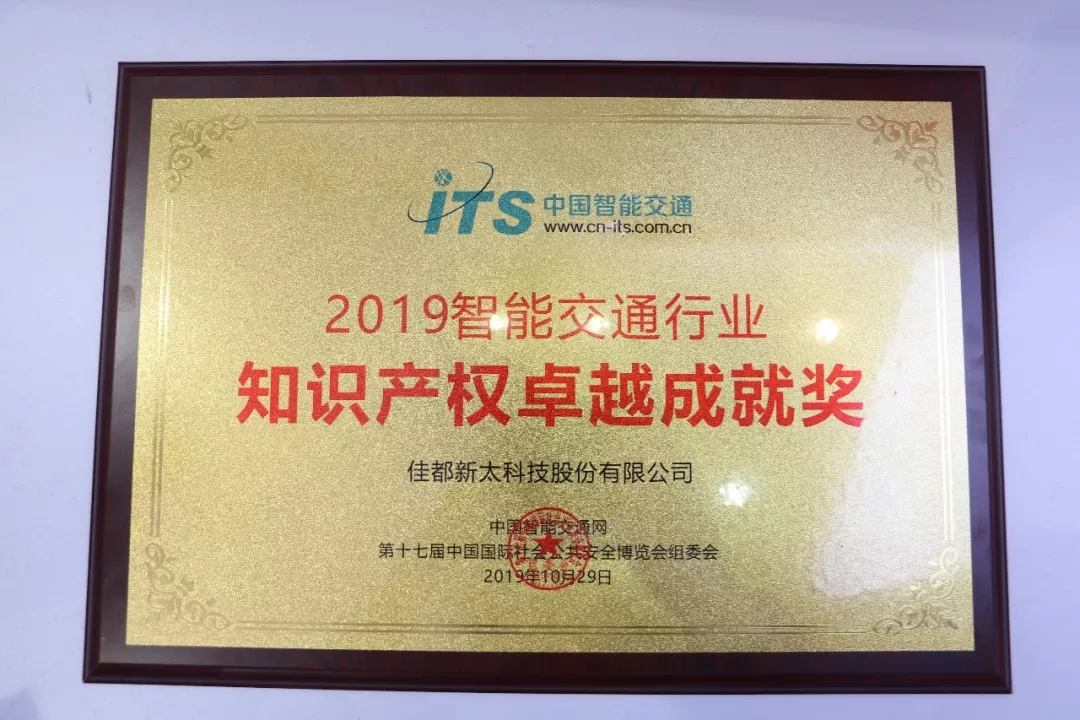 iTS 中国智能交通
www.cn-its.com.cn
2019智能交通行业
知识产权卓越成就奖
佳都新太科技股份有限公司
中国智能交通网
第十七届中国国际社会公共安全博览会组委会
2019年10月29日